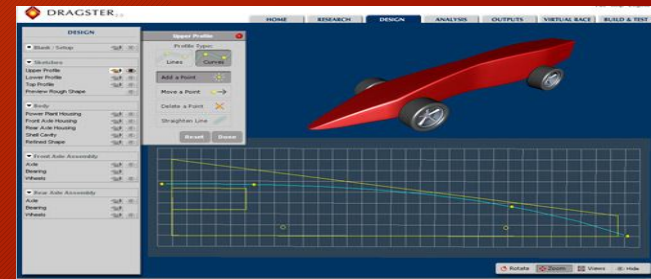 DRAGSTER
HOME RESEARCH DESIGN ANALYSIS OUTPUTS VIRTUAL RACE BUILD & TEST
DESIGN
Blank / Setup
Sketches
Upper Profile
Lower Profile
Top Profile
Preview Rough Shape
Body
Power Plant Housing
Front Axle Housing
Rear Axle Housing
Shell Cavity
Refined Shape
Front Axle Assembly
Axle
Bearing
Wheels
Rear Axle Assembly
Axle
Bearing
Wheels
Upper Profile
Profile Type:
Lines Curves
Add a Point
Move a Point
Delete a Point
Straighten Line
Reset Done
Rotate Zoom Views Hide